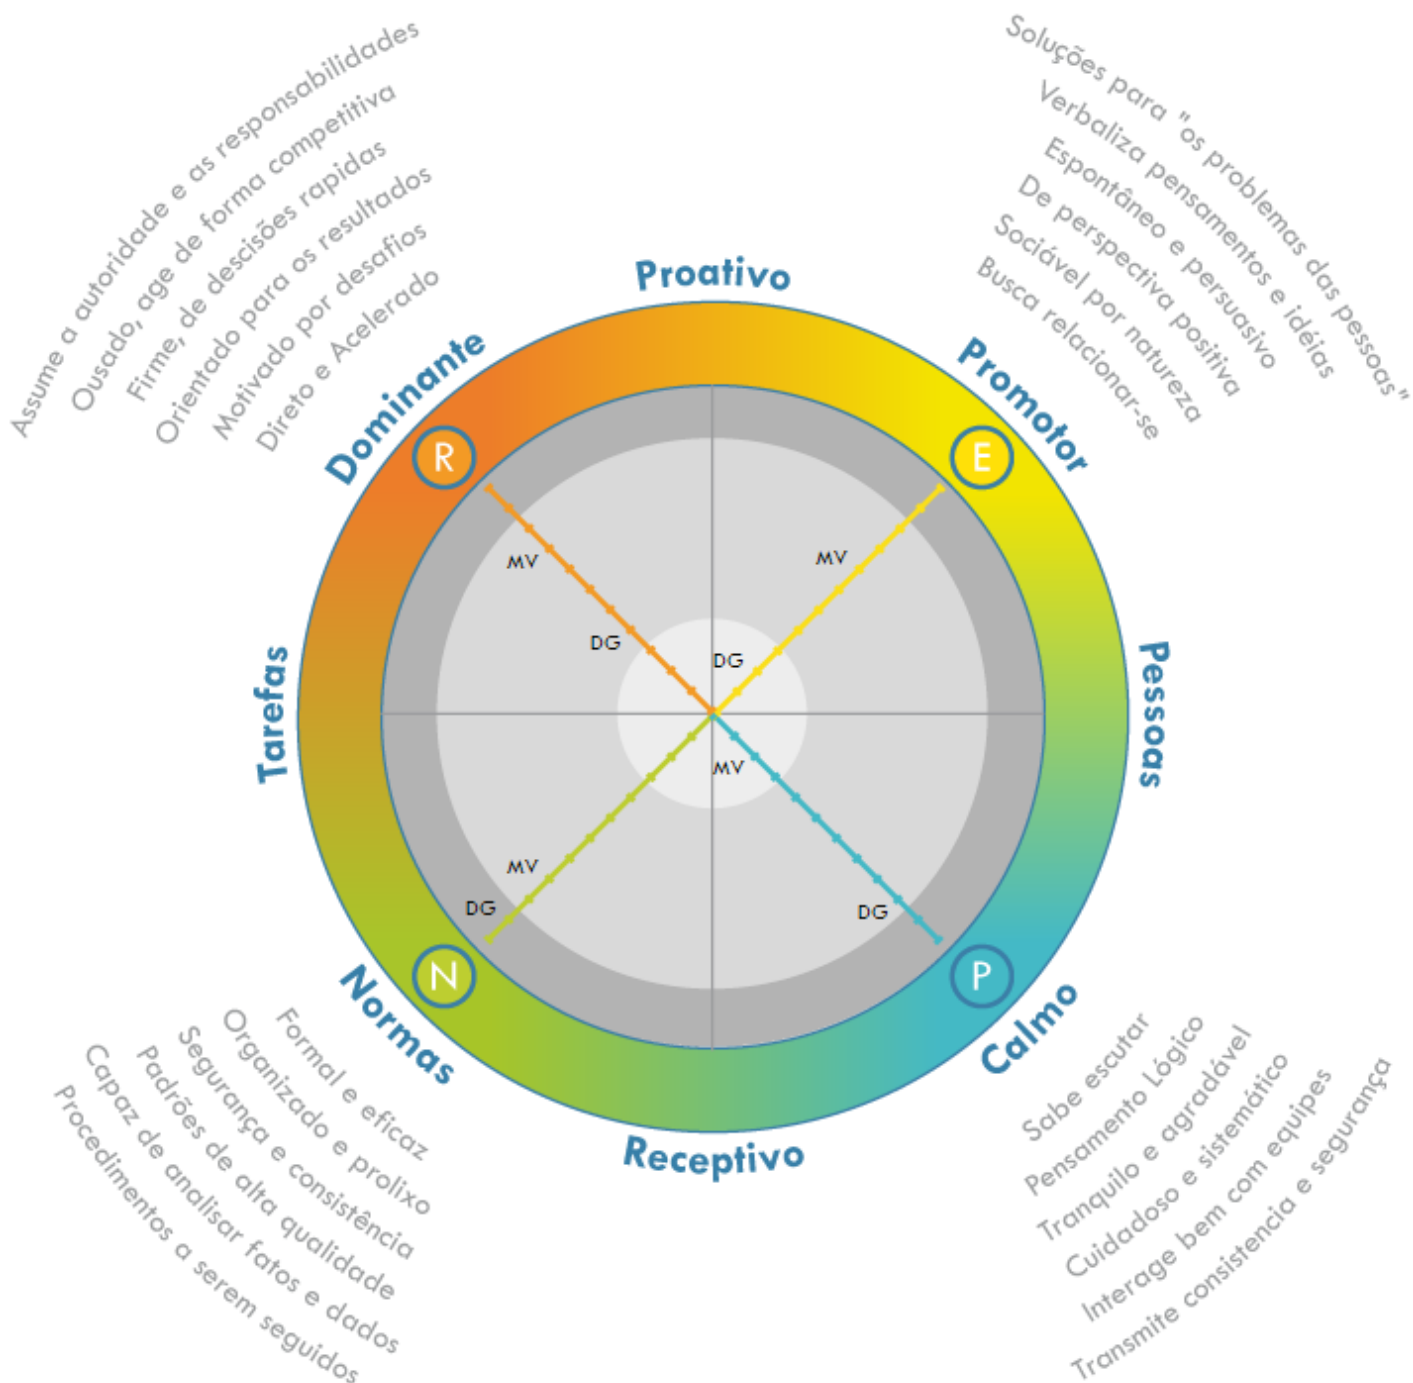 Assume a autoridade e as responsabilidades
Ousado, age de forma competitiva
Firme, de descisões rapidas
Orientado para os resultados
Motivado por desafios
Direto e Acelerado
Soluções para "os problemas das pessoas"
Verbaliza pensamentos e idéias
Espontâneo e persuasivo
De perspectiva positiva
Sociável por natureza
Busca relacionar-se
Proativo
Dominante
Promotor
R
E
MV
MV
DG
DG
Tarefas
Pessoas
MV
MV
DG
DG
N
P
Normas
Calmo
Receptivo
Formal e eficaz
Organizado e prolixo
Segurança e consistência
Padrões de alta qualidade
Capaz de analisar fatos e dados
Procedimentos a serem seguidos
Sabe escutar
Pensamento Lógico
Tranquilo e agradável
Cuidadoso e sistemático
Interage bem com equipes
Transmite consistencia e segurança